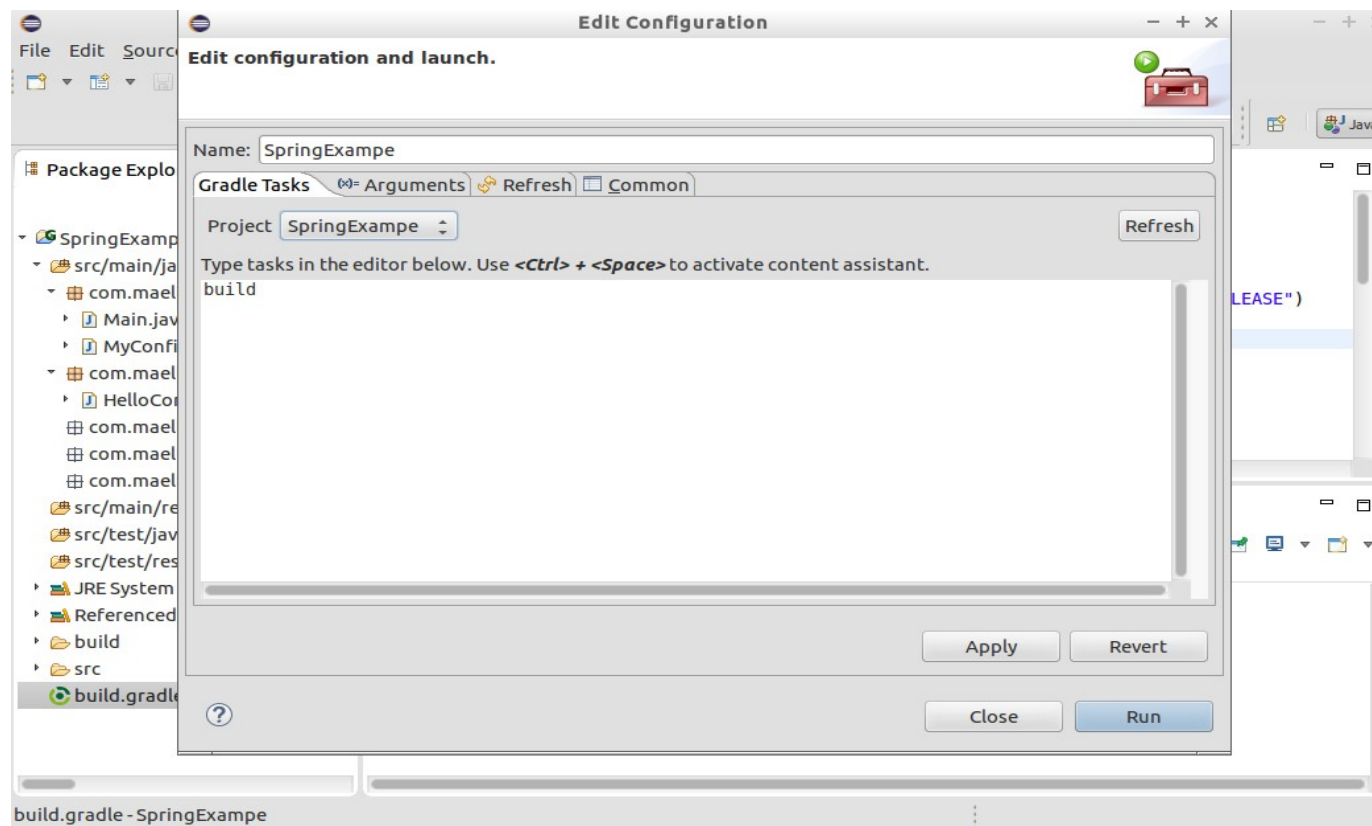 Edit Configuration
File Edit Sourc
Edit configuration and launch.
Jav
Name: SpringExampe
Package Explo
Gradle Tasks (x)= Arguments Refresh Common
Project SpringExampe Refresh
SpringExamp
src/main/ja
Type tasks in the editor below. Use <Ctrl> + <Space> to activate content assistant.
com.mael
build
LEASE")
Main.jav
MyConfi
com.mael
HelloCon
com.mael
com.mael
com.mael
src/main/re
src/test/jav
src/test/res
JRE System
Referenced
build
src
Apply Revert
build.gradle
Close Run
build.gradle - SpringExampe